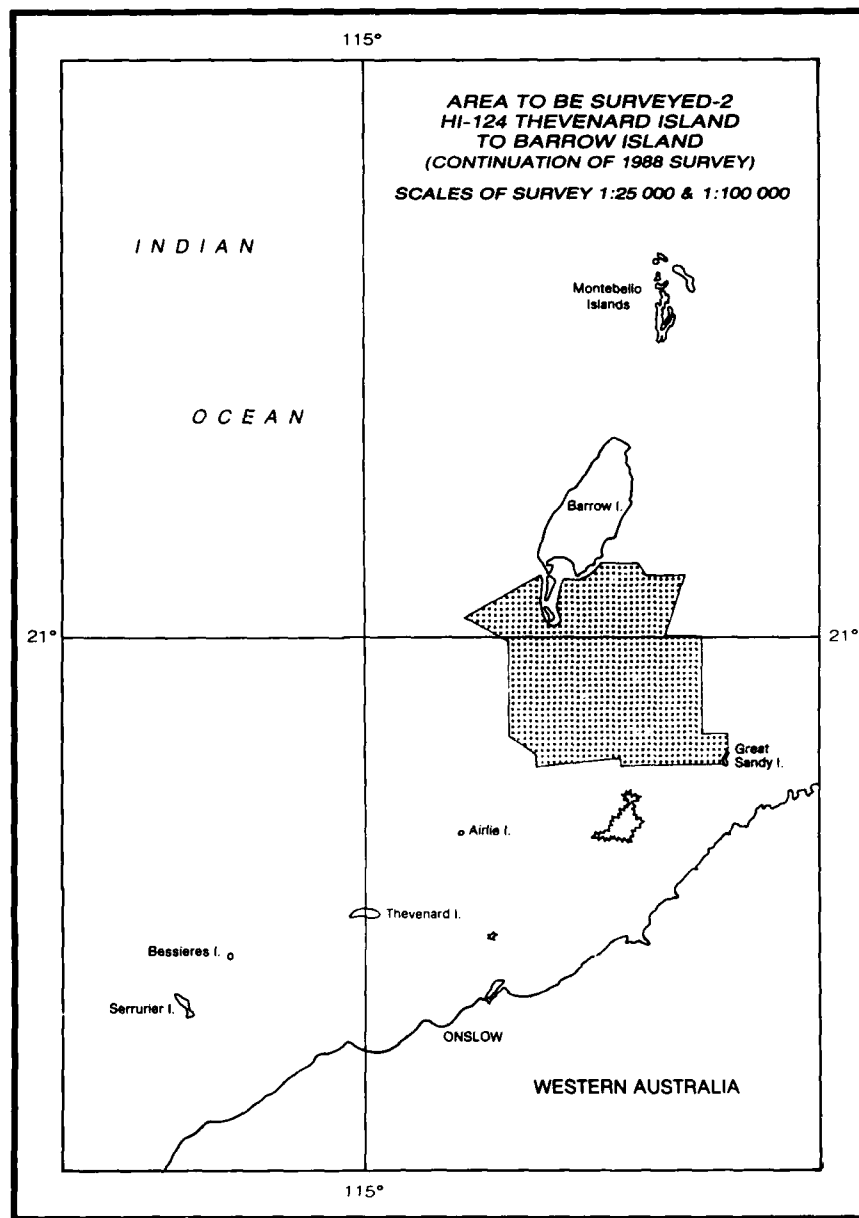 115°
AREA TO BE SURVEYED-2
HI-124 THEVENARD ISLAND
TO BARROW ISLAND
(CONTINUATION OF 1988 SURVEY)
SCALES OF SURVEY 1:25 000 & 1:100 000
INDIAN
Montebello
Islands
OCEAN
Barrow I.
21°
21°
Great
Sandy I.
Airlie I.
Thevenard I.
Bessieres I.
Serrurier I.
ONSLOW
WESTERN AUSTRALIA
115°